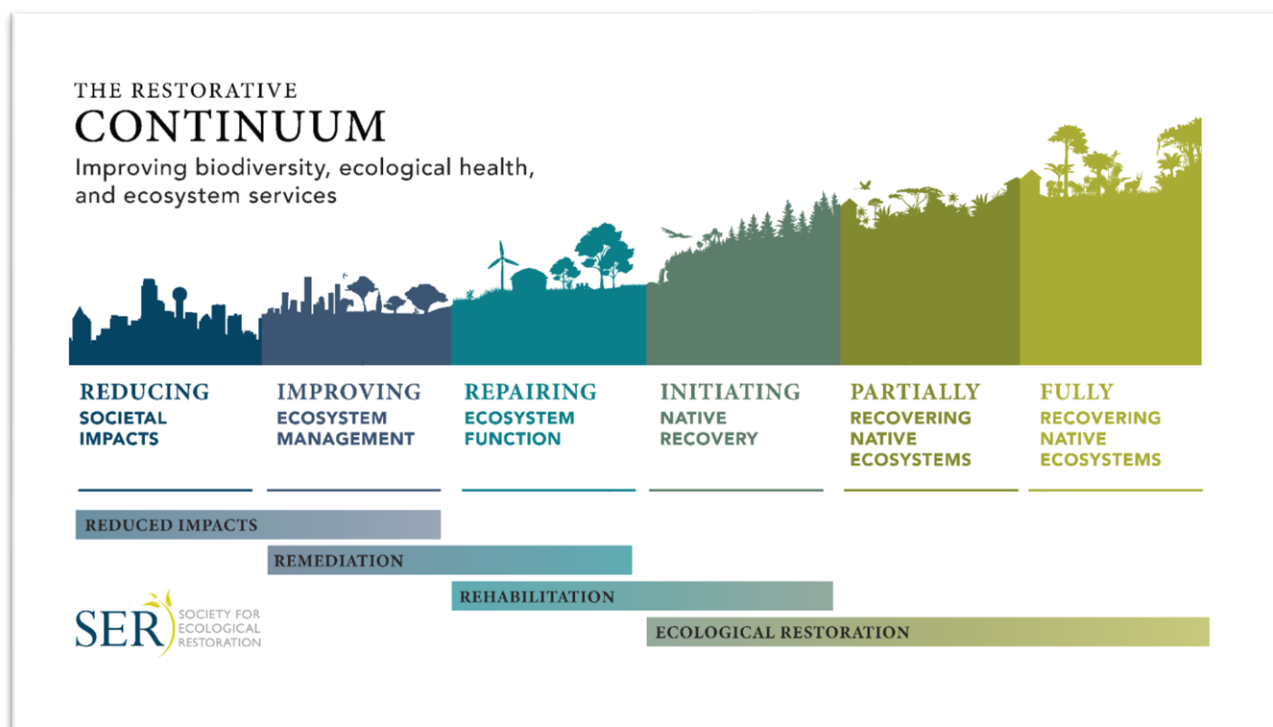 THE RESTORATIVE
CONTINUUM
Improving biodiversity, ecological health,
and ecosystem services
REDUCING
SOCIETAL
IMPACTS
IMPROVING
ECOSYSTEM
MANAGEMENT
REPAIRING
ECOSYSTEM
FUNCTION
INITIATING
NATIVE
RECOVERY
PARTIALLY
RECOVERING
NATIVE
ECOSYSTEMS
FULLY
RECOVERING
NATIVE
ECOSYSTEMS
REDUCED IMPACTS
REMEDIATION
REHABILITATION
ECOLOGICAL RESTORATION
SER
SOCIETY FOR
ECOLOGICAL
RESTORATION